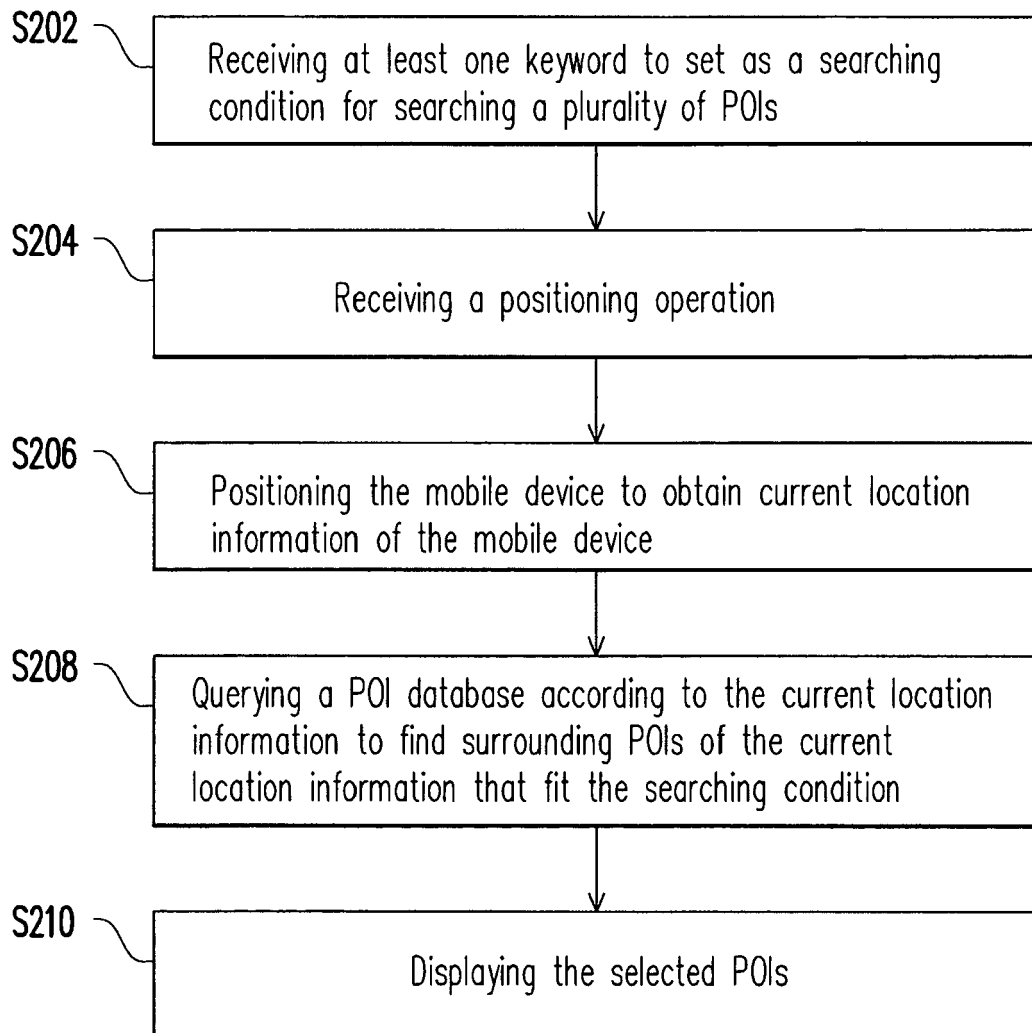 S202
Receiving at least one keyword to set as a searching
condition for searching a plurality of POIs
S204
Receiving a positioning operation
S206
Positioning the mobile device to obtain current location
information of the mobile device
S208
Querying a POI database according to the current location
information to find surrounding POIs of the current
location information that fit the searching condition
S210
Displaying the selected POIs